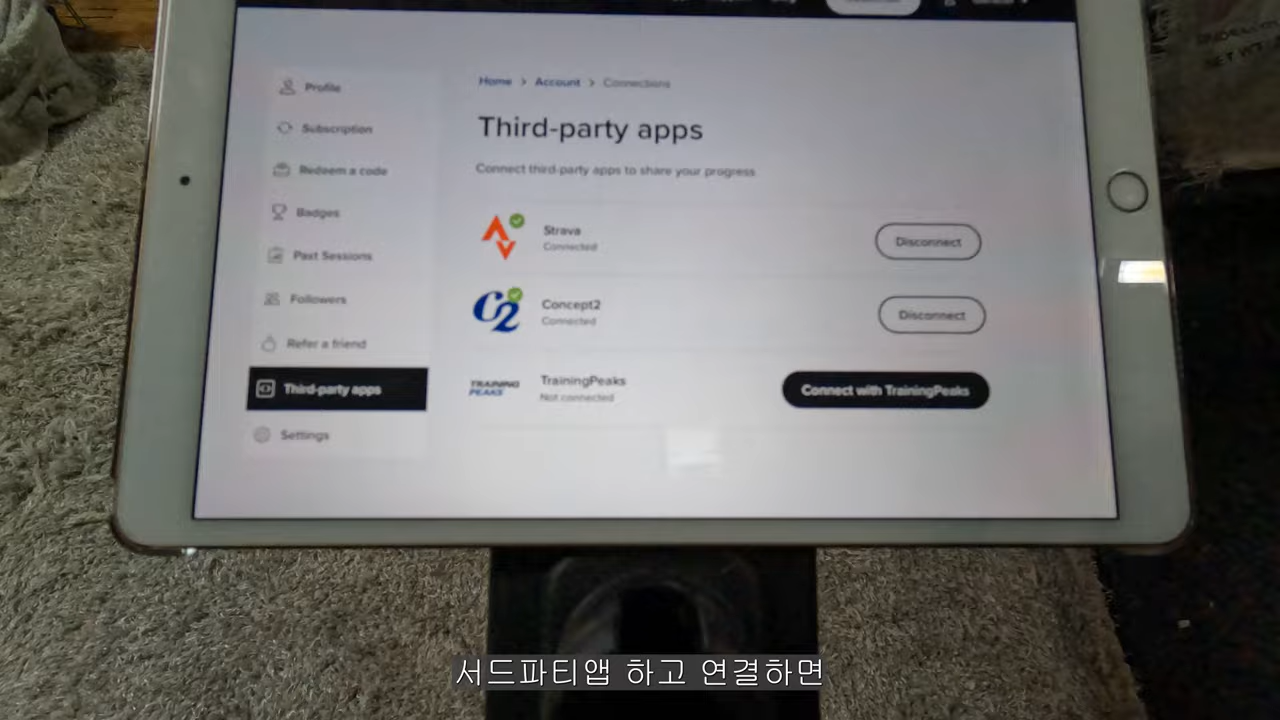 Profile
Subscription
Redeem a code
Badges
Past Sessions
Followers
Refer a friend
Third-party apps
Settings
Home > Account > Connections
Third-party apps
Connect third-party apps to share your progress
Strava
Connected
Disconnect
C2
Concept2
Connected
Disconnect
TRAINING
PEAKS
TrainingPeaks
Not connected
Connect with TrainingPeaks
서드파티앱 하고 연결하면